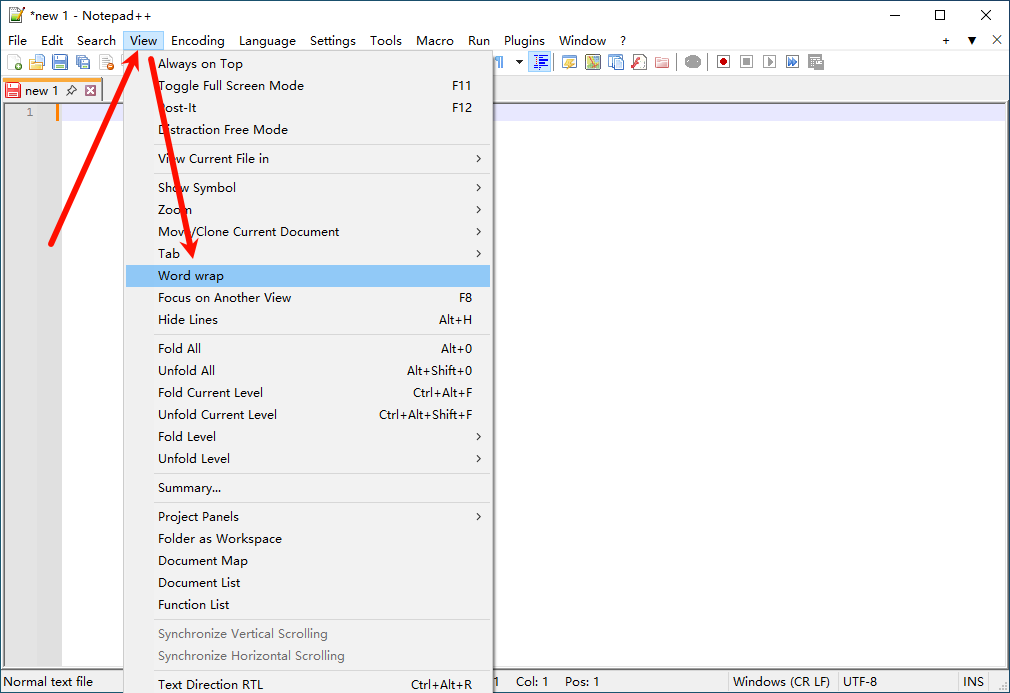 *new 1 - Notepad++
File Edit Search View Encoding Language Settings Tools Macro Run Plugins Window ?
new 1
1
Always on Top
Toggle Full Screen Mode F11
Post-It F12
Distraction Free Mode
View Current File in
Show Symbol
Zoom
Move/Clone Current Document
Tab
Word wrap
Focus on Another View F8
Hide Lines Alt+H
Fold All Alt+0
Unfold All Alt+Shift+0
Fold Current Level Ctrl+Alt+F
Unfold Current Level Ctrl+Alt+Shift+F
Fold Level
Unfold Level
Summary...
Project Panels
Folder as Workspace
Document Map
Document List
Function List
Synchronize Vertical Scrolling
Synchronize Horizontal Scrolling
Text Direction RTL Ctrl+Alt+R
Normal text file 1 Col: 1 Pos: 1 Windows (CR LF) UTF-8 INS